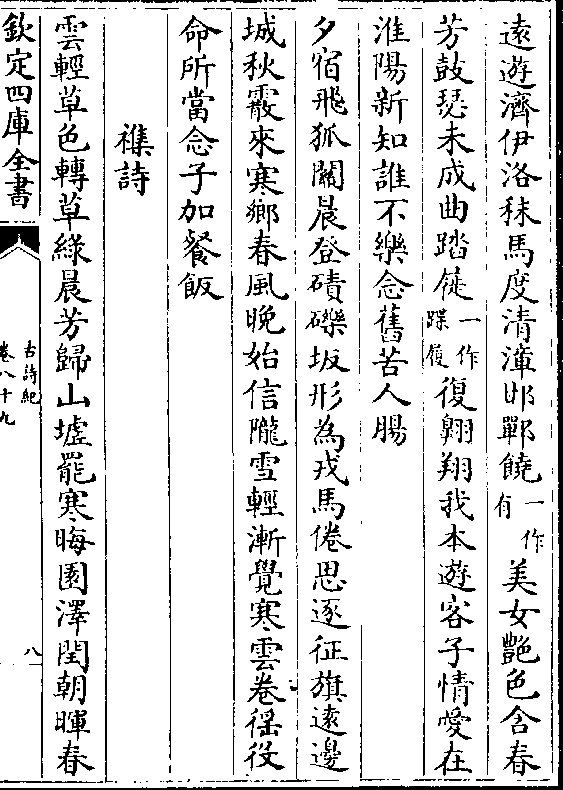 遠遊濟伊洛秣馬度清漳邯鄲饒一作有美女艷色含春
芳鼓瑟未成曲踏屣一作蹀履復翺翔我本遊客子情愛在
淮陽新知誰不樂念舊苦人腸
夕宿飛狐關晨登磧礫坂形為戎馬倦思逐征旗遠邊
城秋霰來寒鄉春風晚始信隴雪輕漸覺寒雲卷徭役
命所當念子加餐飯
襍詩
雲輕草色轉草綠晨芳歸山墟罷寒晦園澤閏朝暉春
欽定四庫全書
古詩紀
卷八十九
八